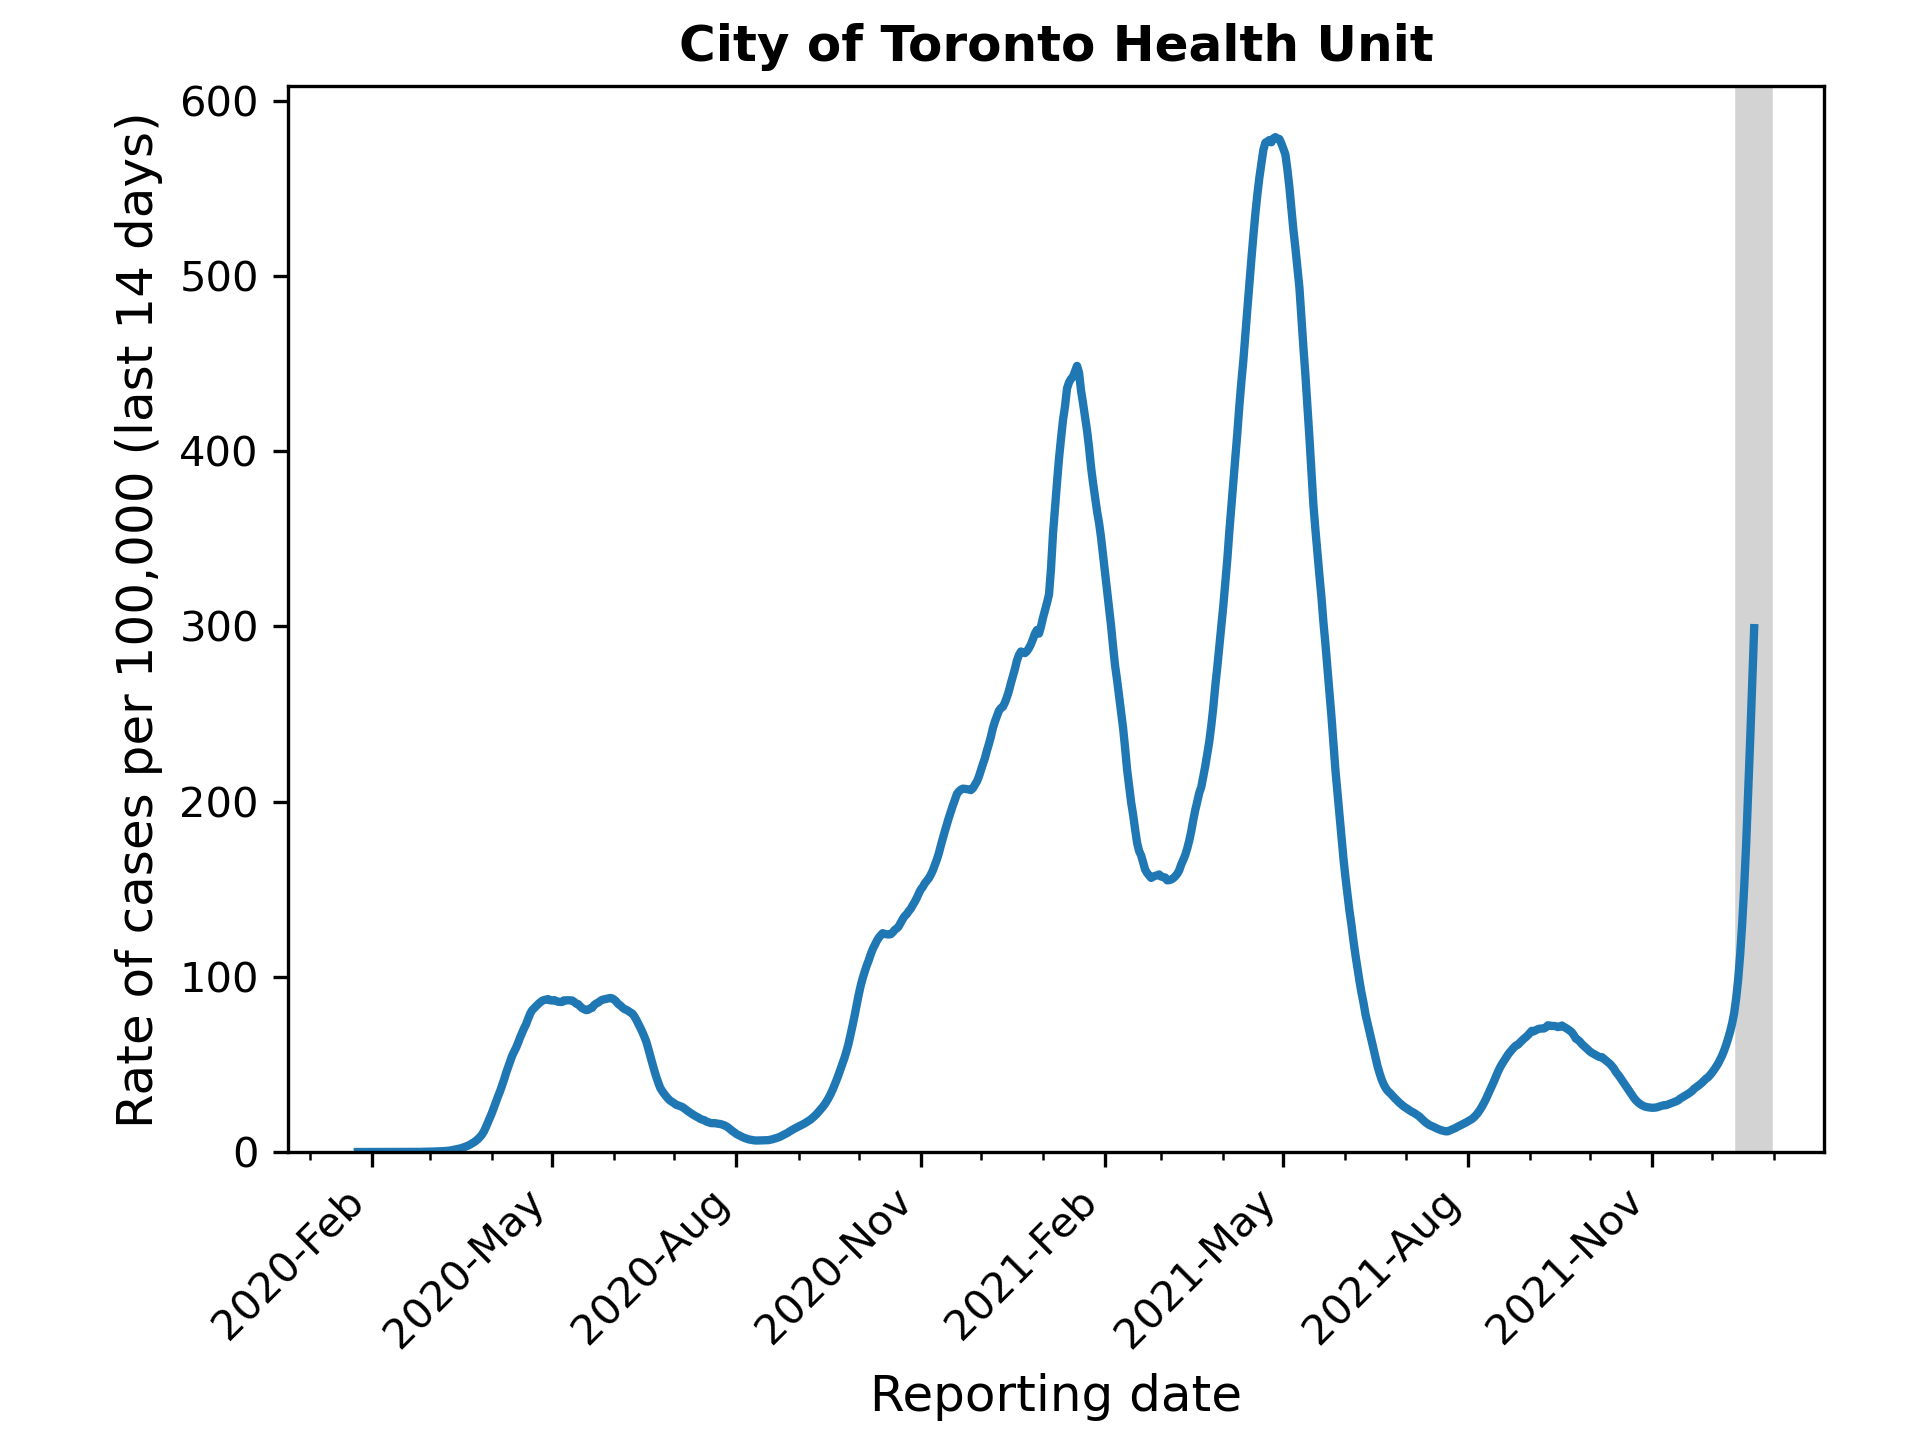 City of Toronto Health Unit
Rate of cases per 100,000 (last 14 days)
600
500
400
300
200
100
0
2020-Feb
2020-May
2020-Aug
2020-Nov
2021-Feb
2021-May
2021-Aug
2021-Nov
Reporting date